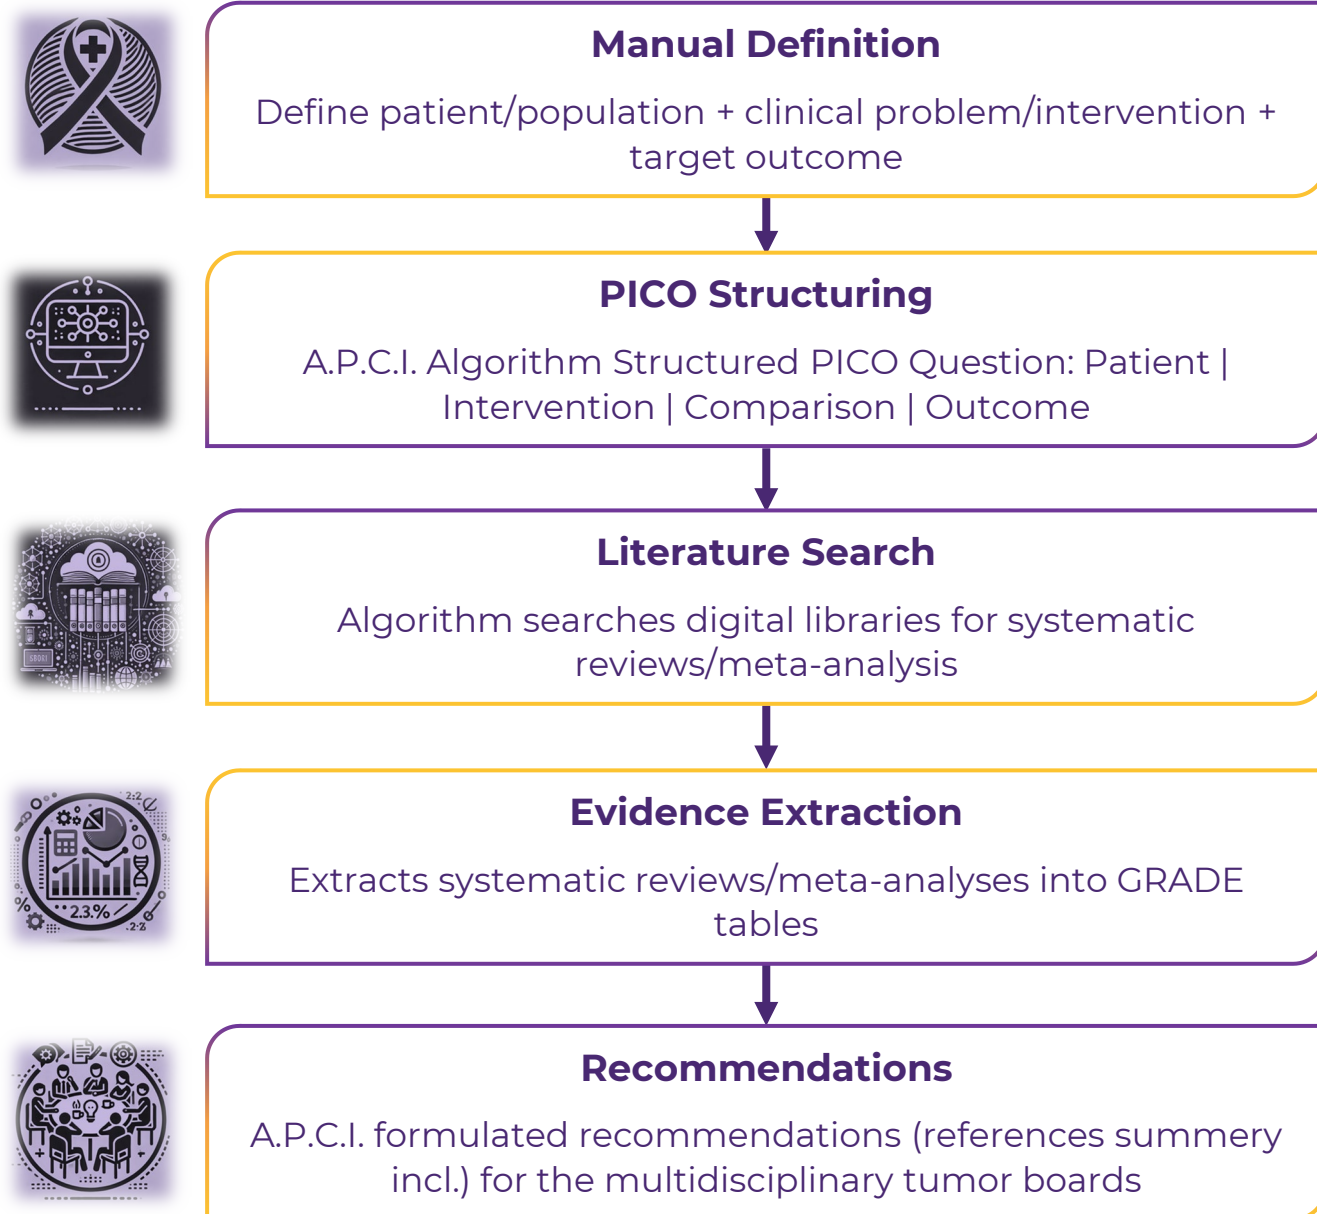 Manual Definition
Define patient/population + clinical problem/intervention +
target outcome
PICO Structuring
A.P.C.I. Algorithm Structured PICO Question: Patient |
Intervention | Comparison | Outcome
Literature Search
Algorithm searches digital libraries for systematic
reviews/meta-analysis
Evidence Extraction
Extracts systematic reviews/meta-analyses into GRADE
tables
2.3.%
Recommendations
A.P.C.I. formulated recommendations (references summery
incl.) for the multidisciplinary tumor boards